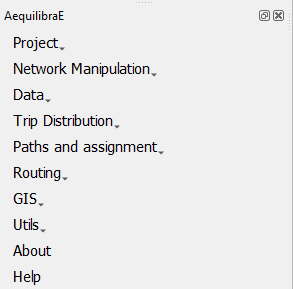 AequilibraE
Project
Network Manipulation
Data
Trip Distribution
Paths and assignment
Routing
GIS
Utils
About
Help